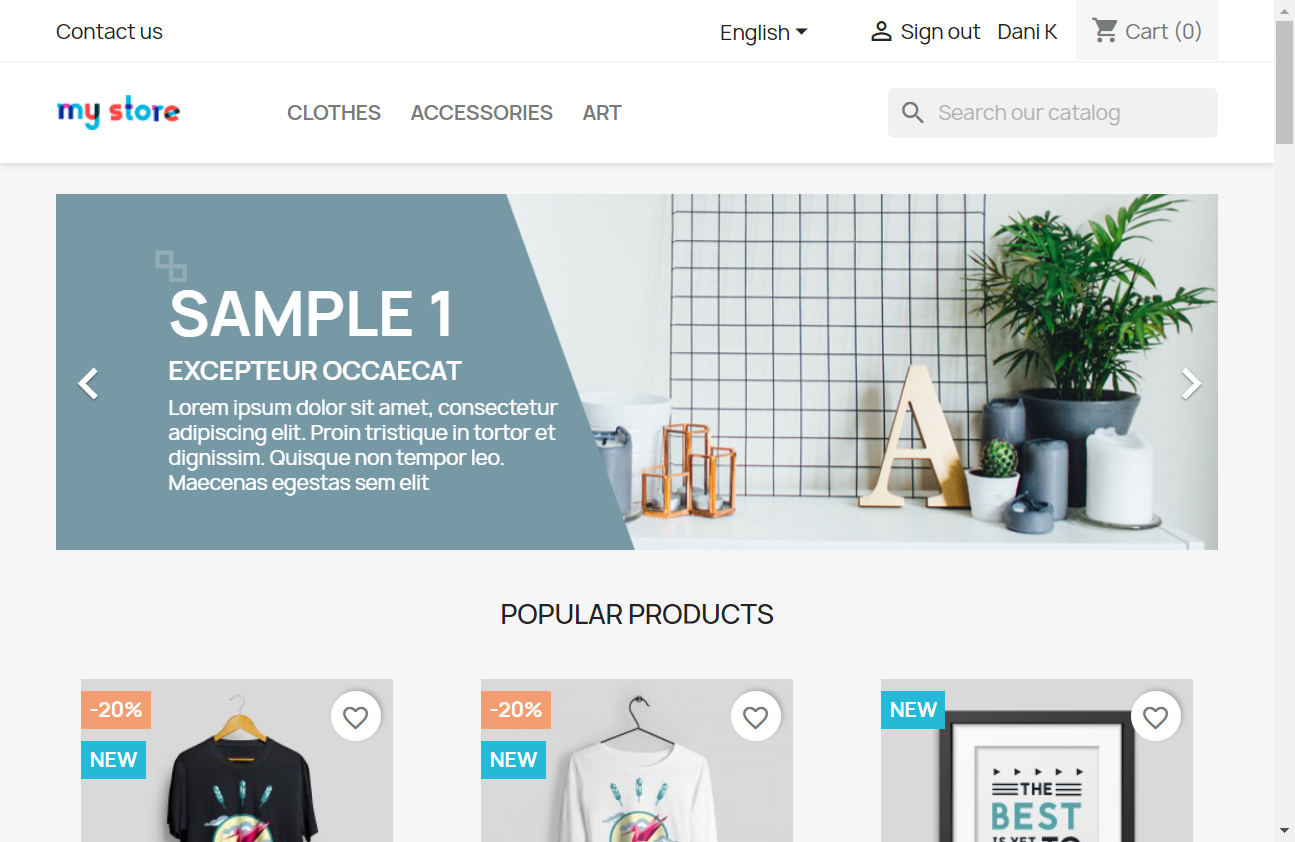 Contact us
English
Sign out
Dani K
Cart (0)
my store
CLOTHES
ACCESSORIES
ART
Search our catalog
SAMPLE 1
EXCEPTEUR OCCAECAT
Lorem ipsum dolor sit amet, consectetur
adipiscing elit. Proin tristique in tortor et
dignissim. Quisque non tempor leo.
Maecenas egestas sem elit
A
POPULAR PRODUCTS
-20%
NEW
-20%
NEW
NEW
THE
BEST
IS YET TO